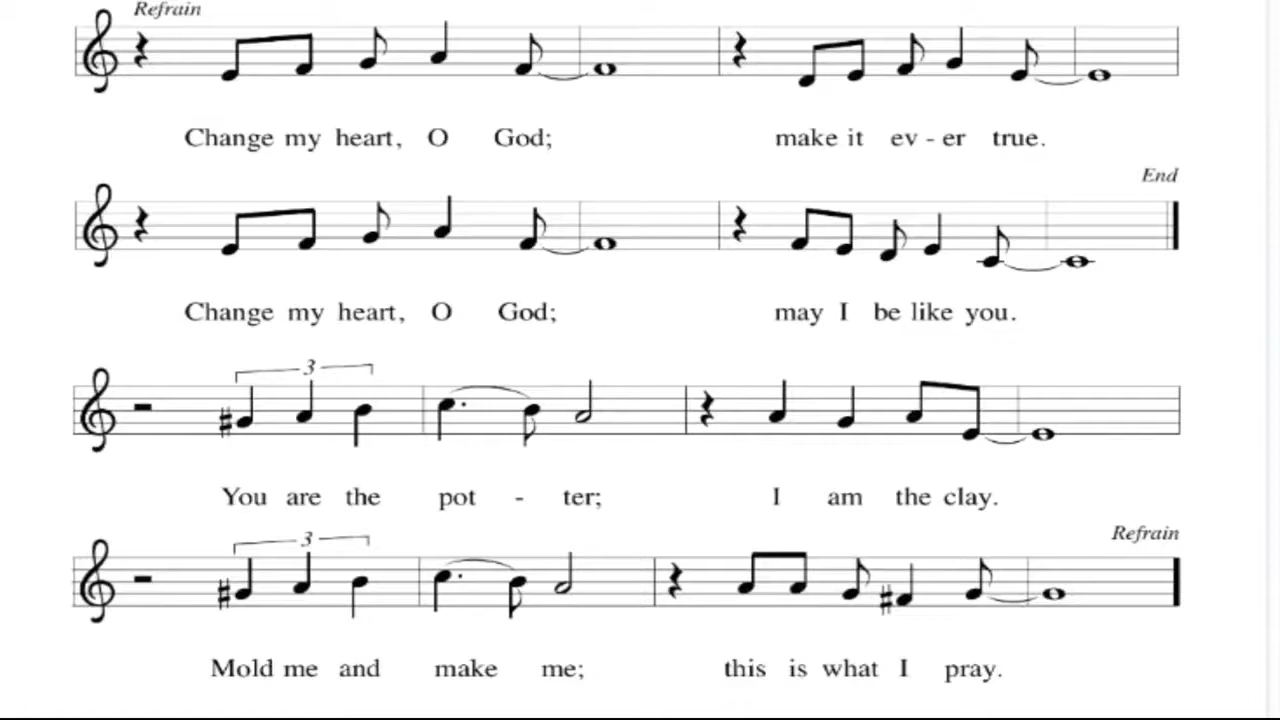 Refrain
Change my heart, O God; make it ev - er true.
End
Change my heart, O God; may I be like you.
3
You are the pot - ter; I am the clay.
Refrain
3
Mold me and make me; this is what I pray.